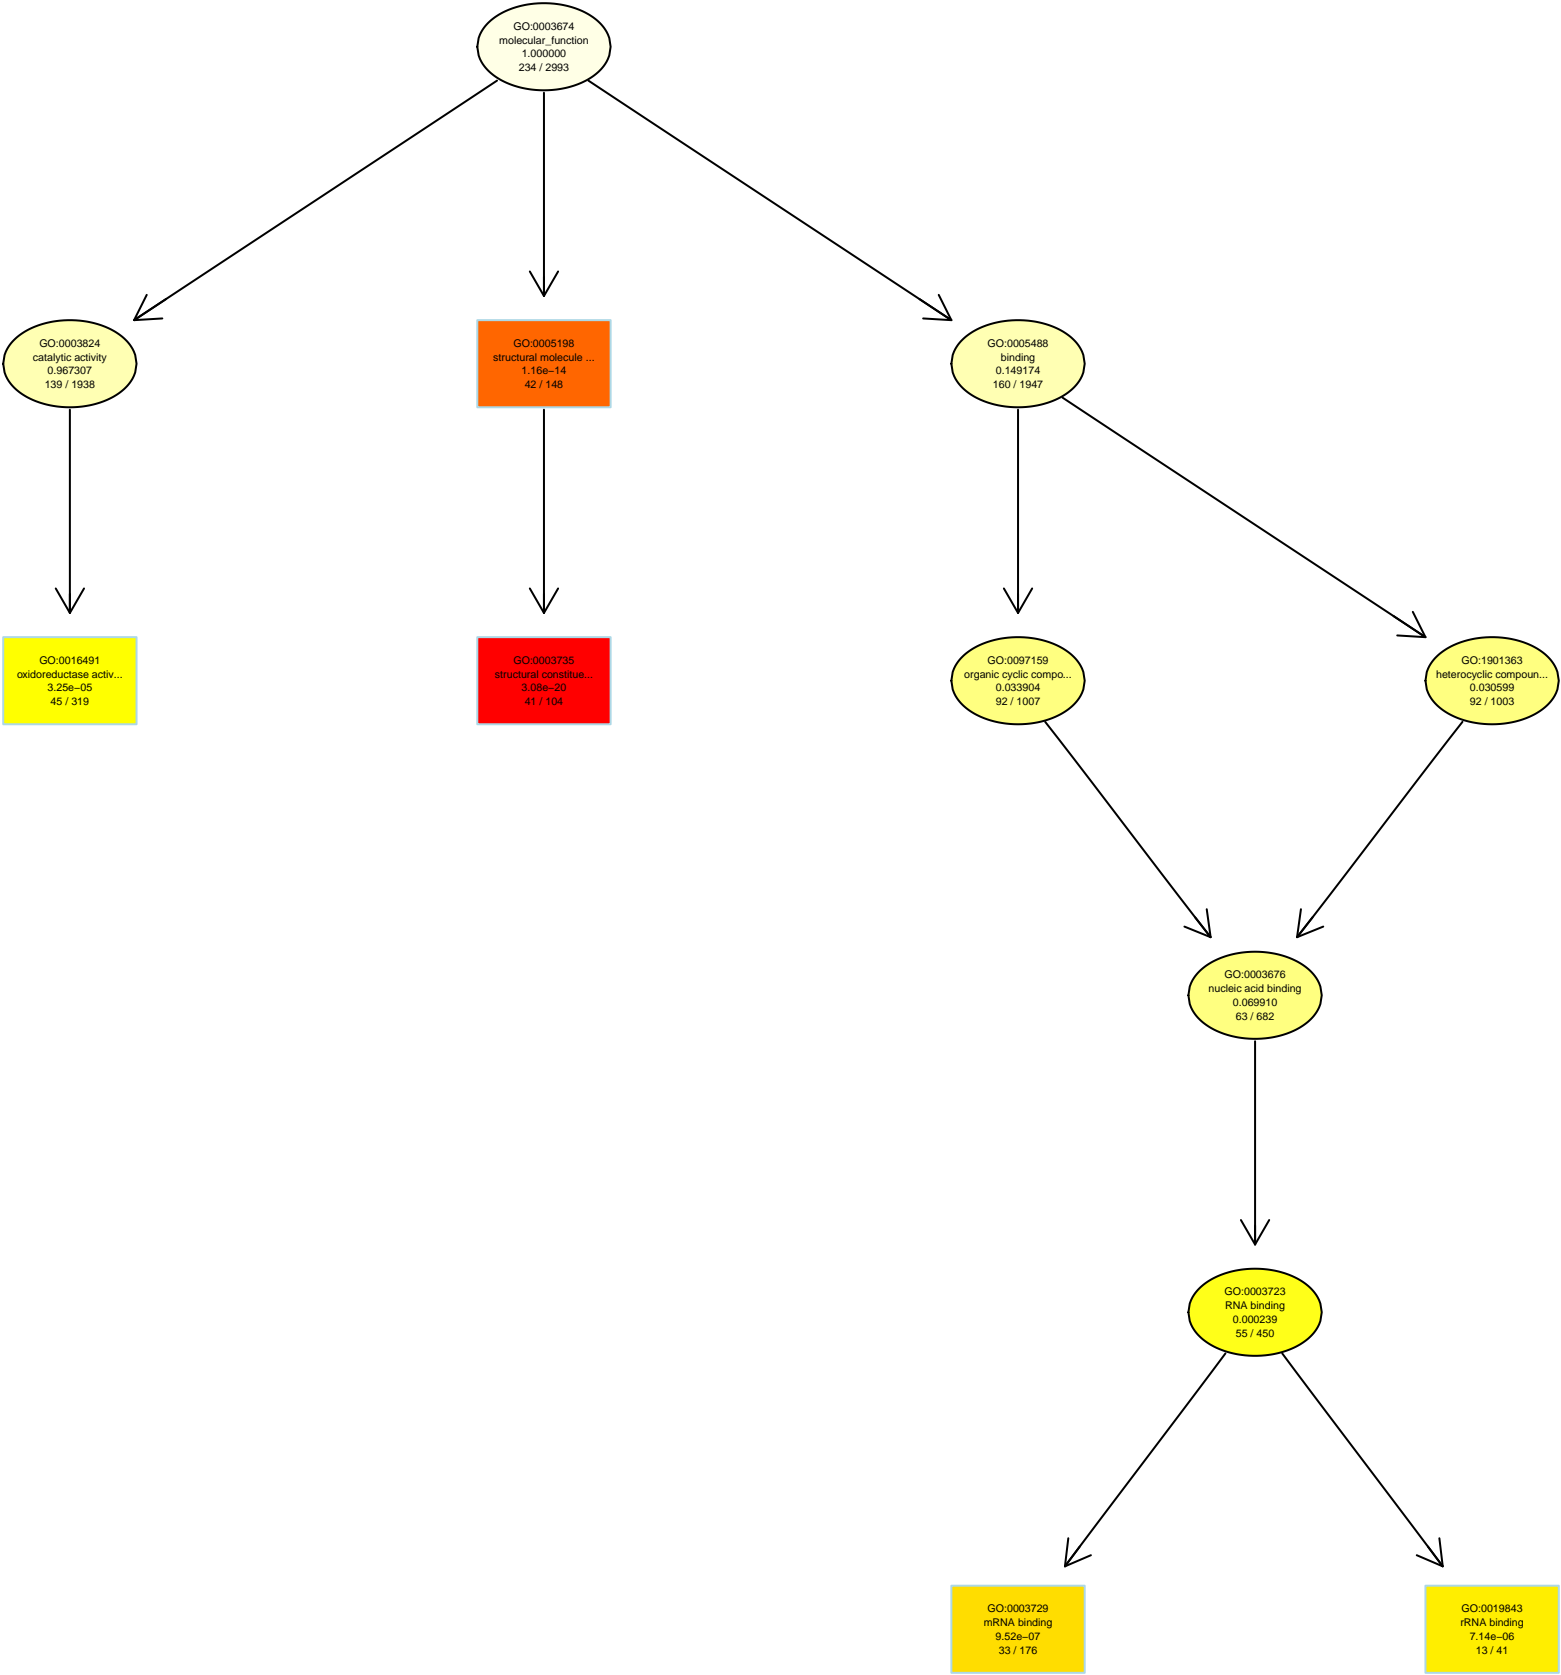 GO:0003674
molecular_function
1.000000
234 / 2993
GO:0003824
catalytic activity
0.967307
139 / 1938
GO:0005198
structural molecule ...
1.16e−14
42 / 148
GO:0005488
binding
0.149174
160 / 1947
GO:0016491
oxidoreductase activ...
3.25e−05
45 / 319
GO:0003735
structural constitue...
3.08e−20
41 / 104
GO:0097159
organic cyclic compo...
0.033904
92 / 1007
GO:1901363
heterocyclic compoun...
0.030599
92 / 1003
GO:0003676
nucleic acid binding
0.069910
63 / 682
GO:0003723
RNA binding
0.000239
55 / 450
GO:0003729
mRNA binding
9.52e−07
33 / 176
GO:0019843
rRNA binding
7.14e−06
13 / 41